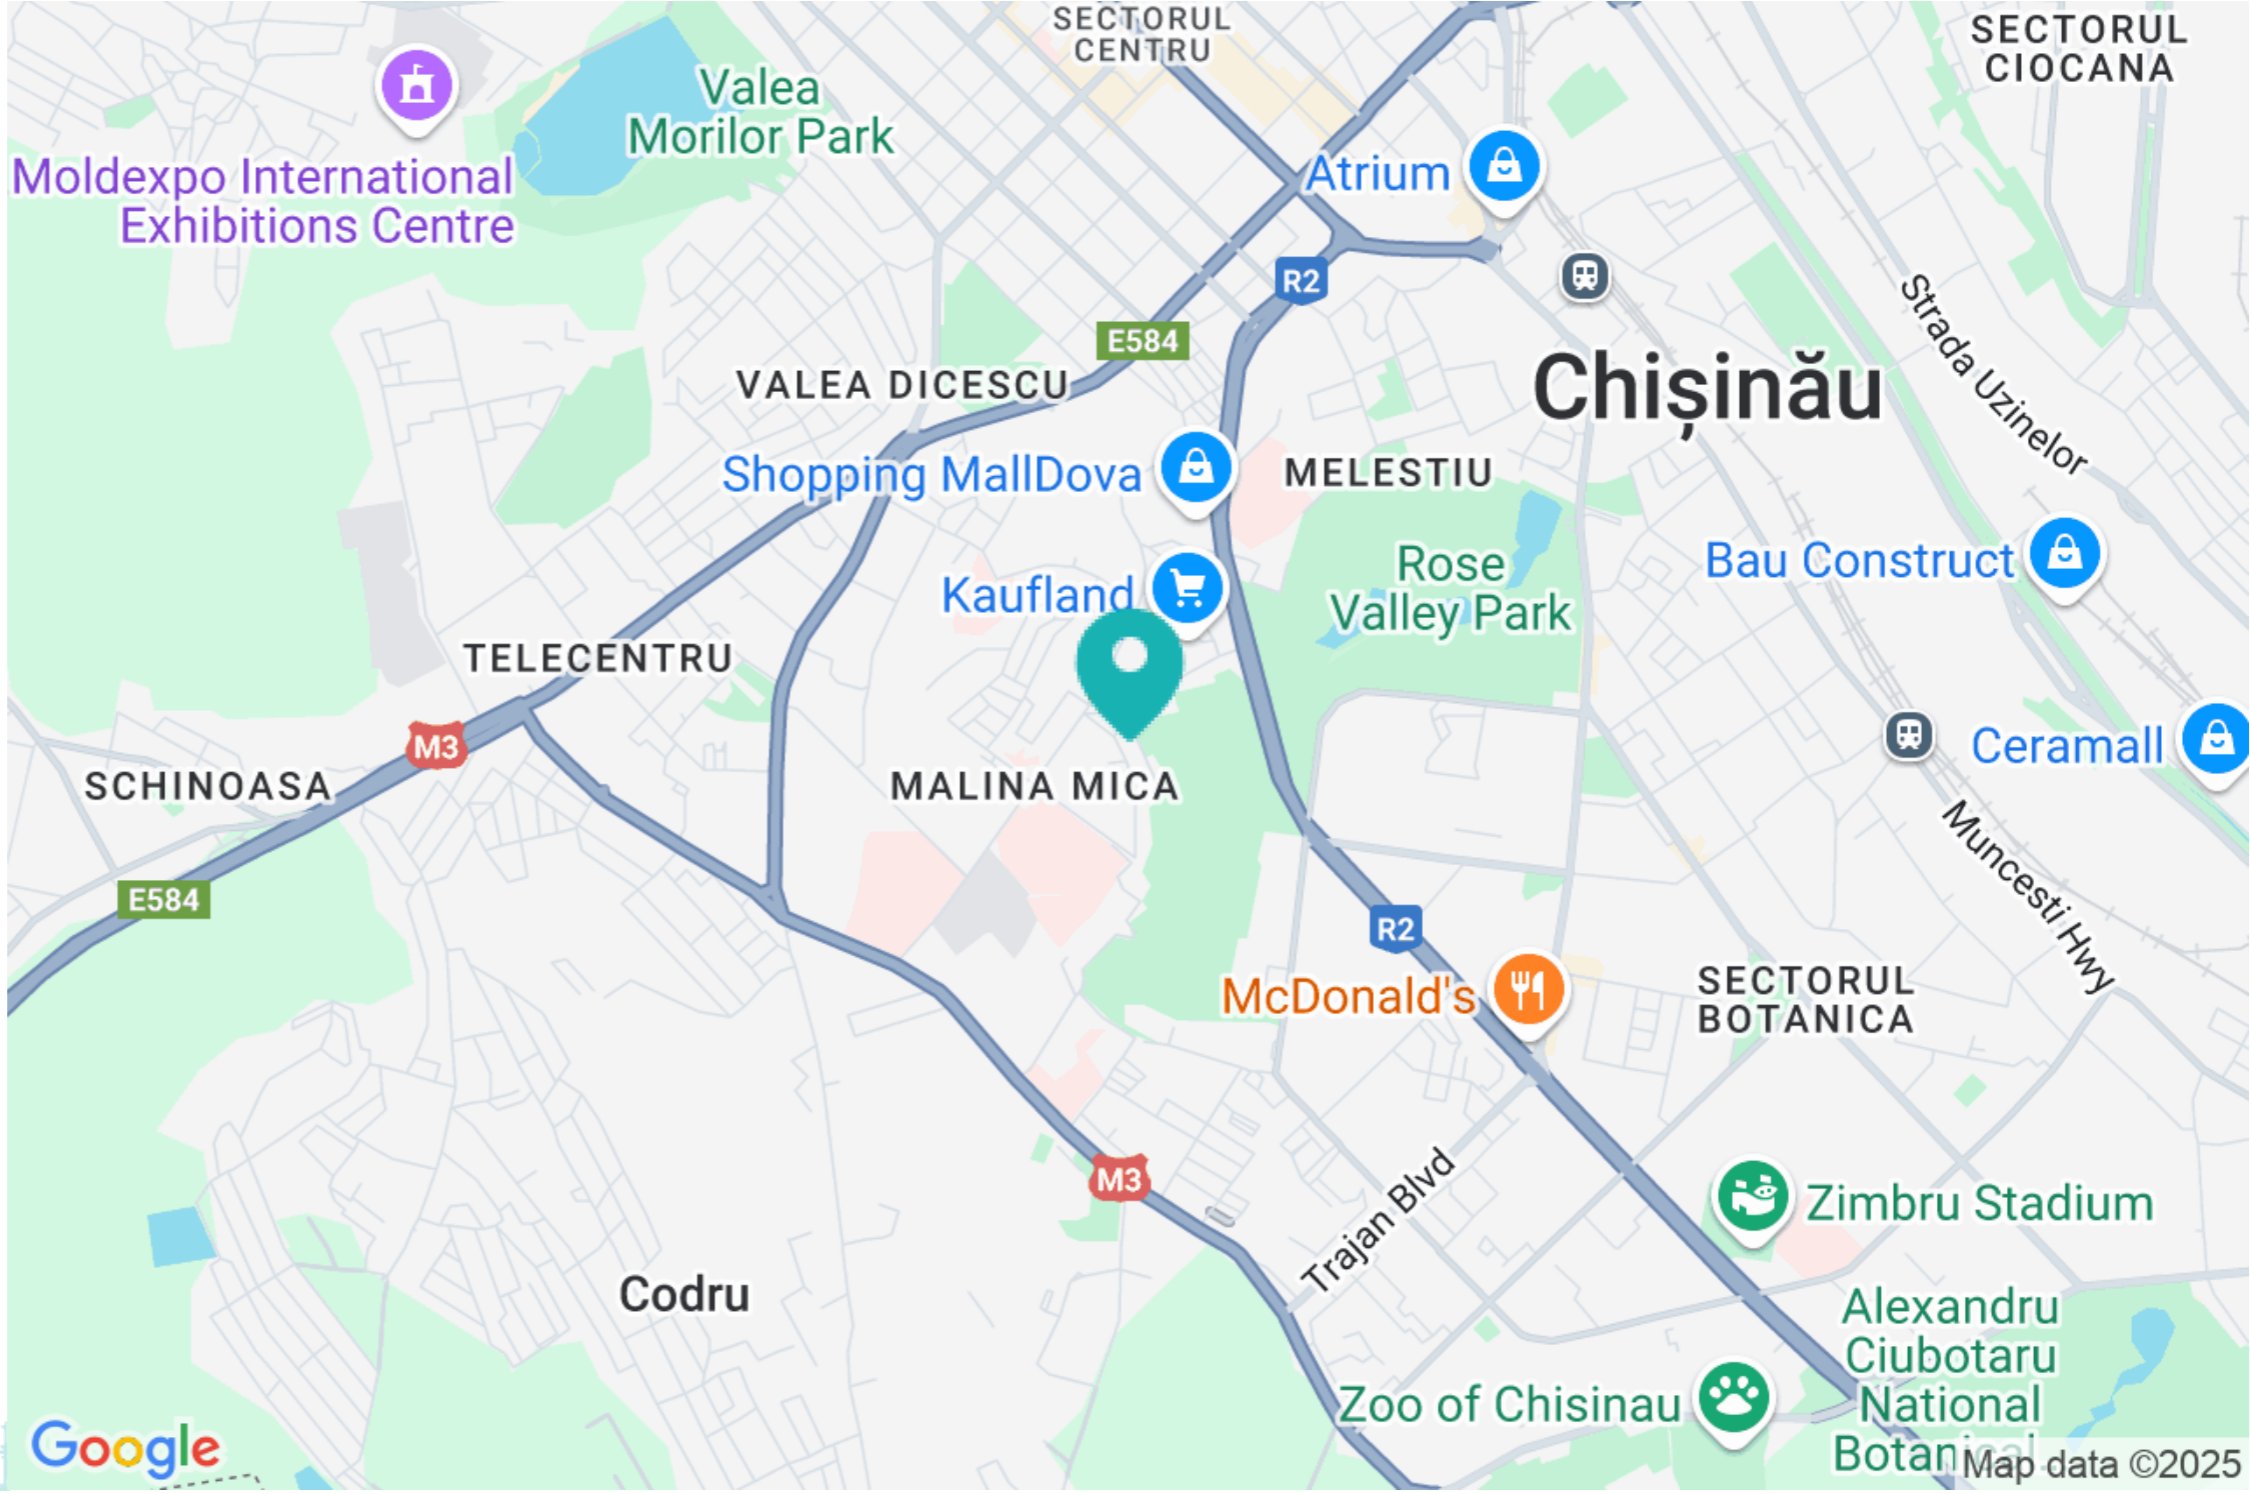 SECTORUL
CENTRU
SECTORUL
CIOCANA
Valea
Morilor Park
Moldexpo International
Exhibitions Centre
Atrium
R2
E584
Strada Uzinelor
Chișinău
VALEA DICESCU
Shopping MallDova
MELESTIU
Rose
Valley Park
Bau Construct
Kaufland
TELECENTRU
M3
Ceramall
SCHINOASA
MALINA MICA
Muncesti Hwy
E584
R2
McDonald's
SECTORUL
BOTANICA
M3
Trajan Blvd
Zimbru Stadium
Codru
Alexandru
Ciubotaru
National
Botanical
Zoo of Chisinau
Google
Map data ©2025